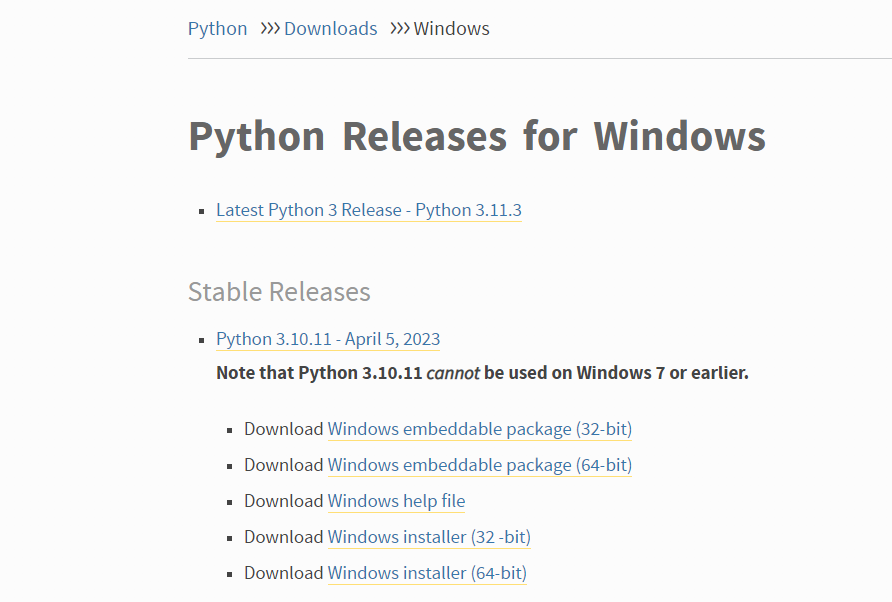 Python >>> Downloads >>> Windows
Python Releases for Windows
Latest Python 3 Release - Python 3.11.3
Stable Releases
Python 3.10.11 - April 5, 2023
Note that Python 3.10.11 cannot be used on Windows 7 or earlier.
Download Windows embeddable package (32-bit)
Download Windows embeddable package (64-bit)
Download Windows help file
Download Windows installer (32 -bit)
Download Windows installer (64-bit)